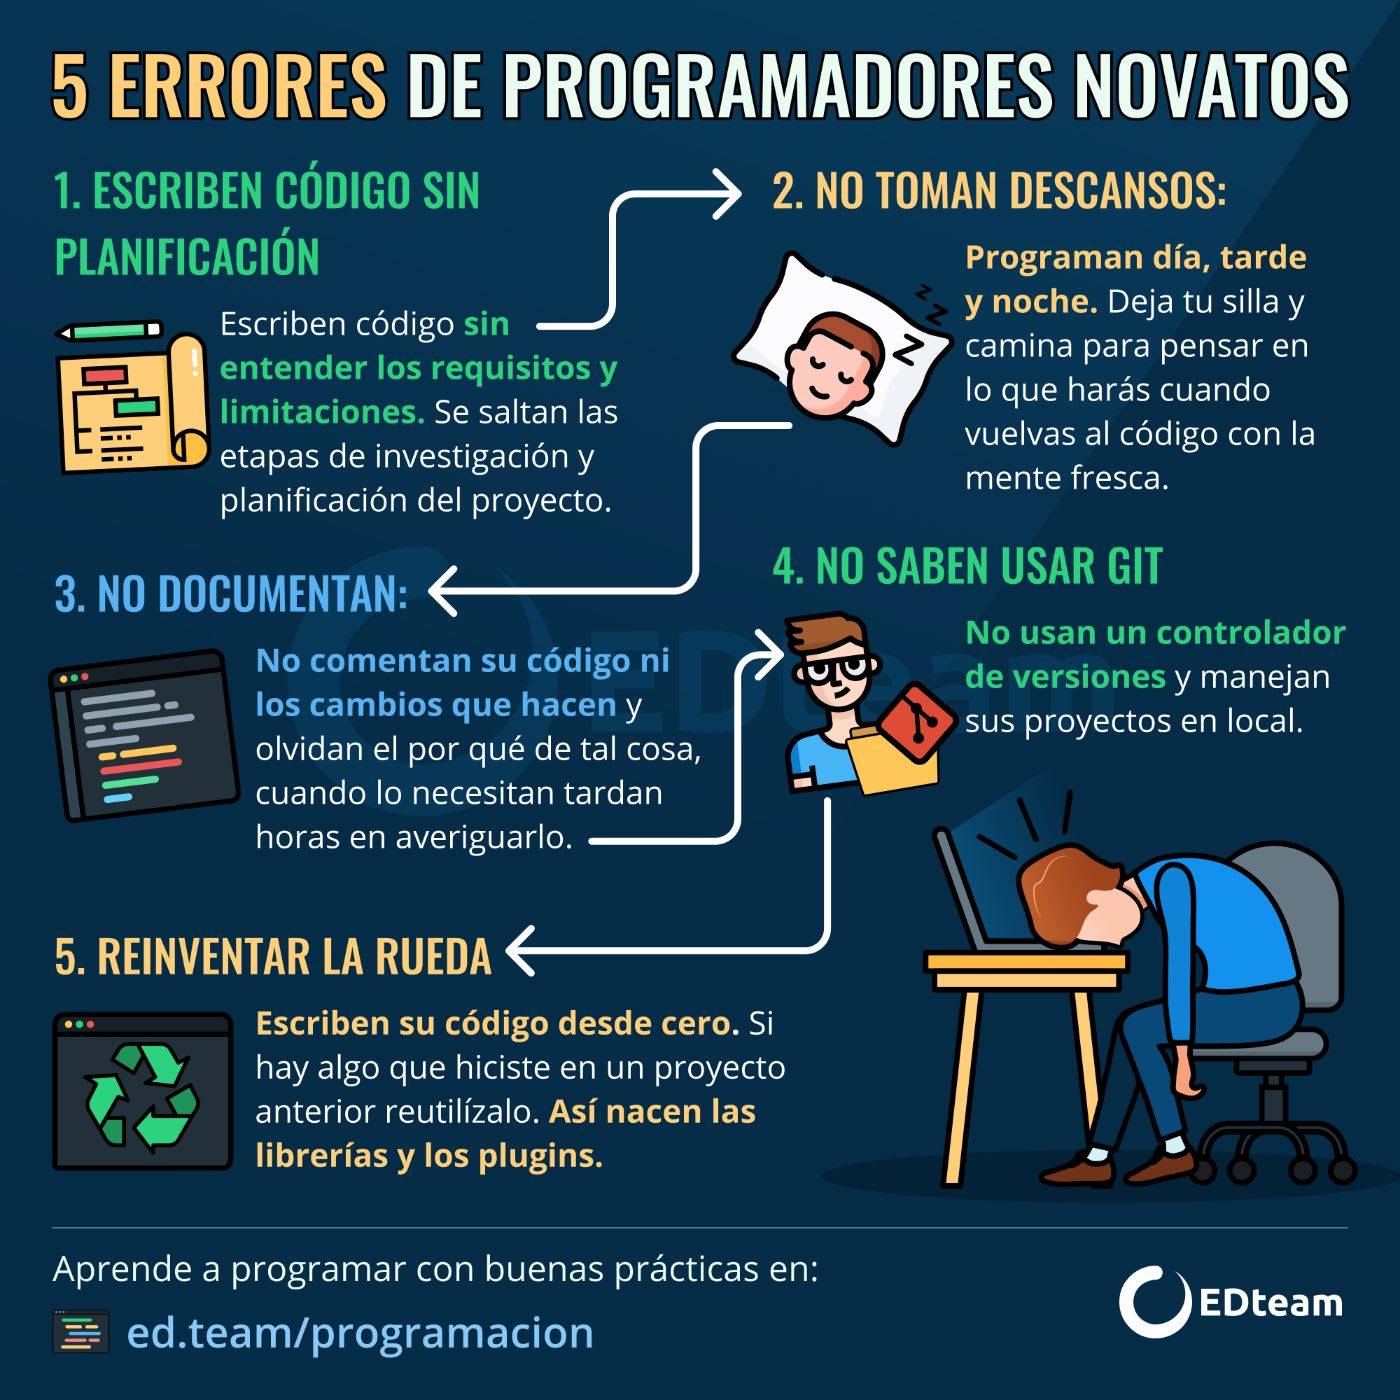 5 ERRORES DE PROGRAMADORES NOVATOS
1. ESCRIBEN CÓDIGO SIN
PLANIFICACIÓN
Escriben código sin
entender los requisitos y
limitaciones. Se saltan las
etapas de investigación y
planificación del proyecto.
2. NO TOMAN DESCANSOS:
Programan día, tarde
y noche. Deja tu silla y
camina para pensar en
lo que harás cuando
vuelvas al código con la
mente fresca.
z z z
Z
3. NO DOCUMENTAN:
No comentan su código ni
los cambios que hacen y
olvidan el por qué de tal cosa,
cuando lo necesitan tardan
horas en averiguarlo.
4. NO SABEN USAR GIT
No usan un controlador
de versiones y manejan
sus proyectos en local.
EDteam
5. REINVENTAR LA RUEDA
Escriben su código desde cero. Si
hay algo que hiciste en un proyecto
anterior reutilízalo. Así nacen las
librerías y los plugins.
Aprende a programar con buenas prácticas en:
ed.team/programacion
EDteam